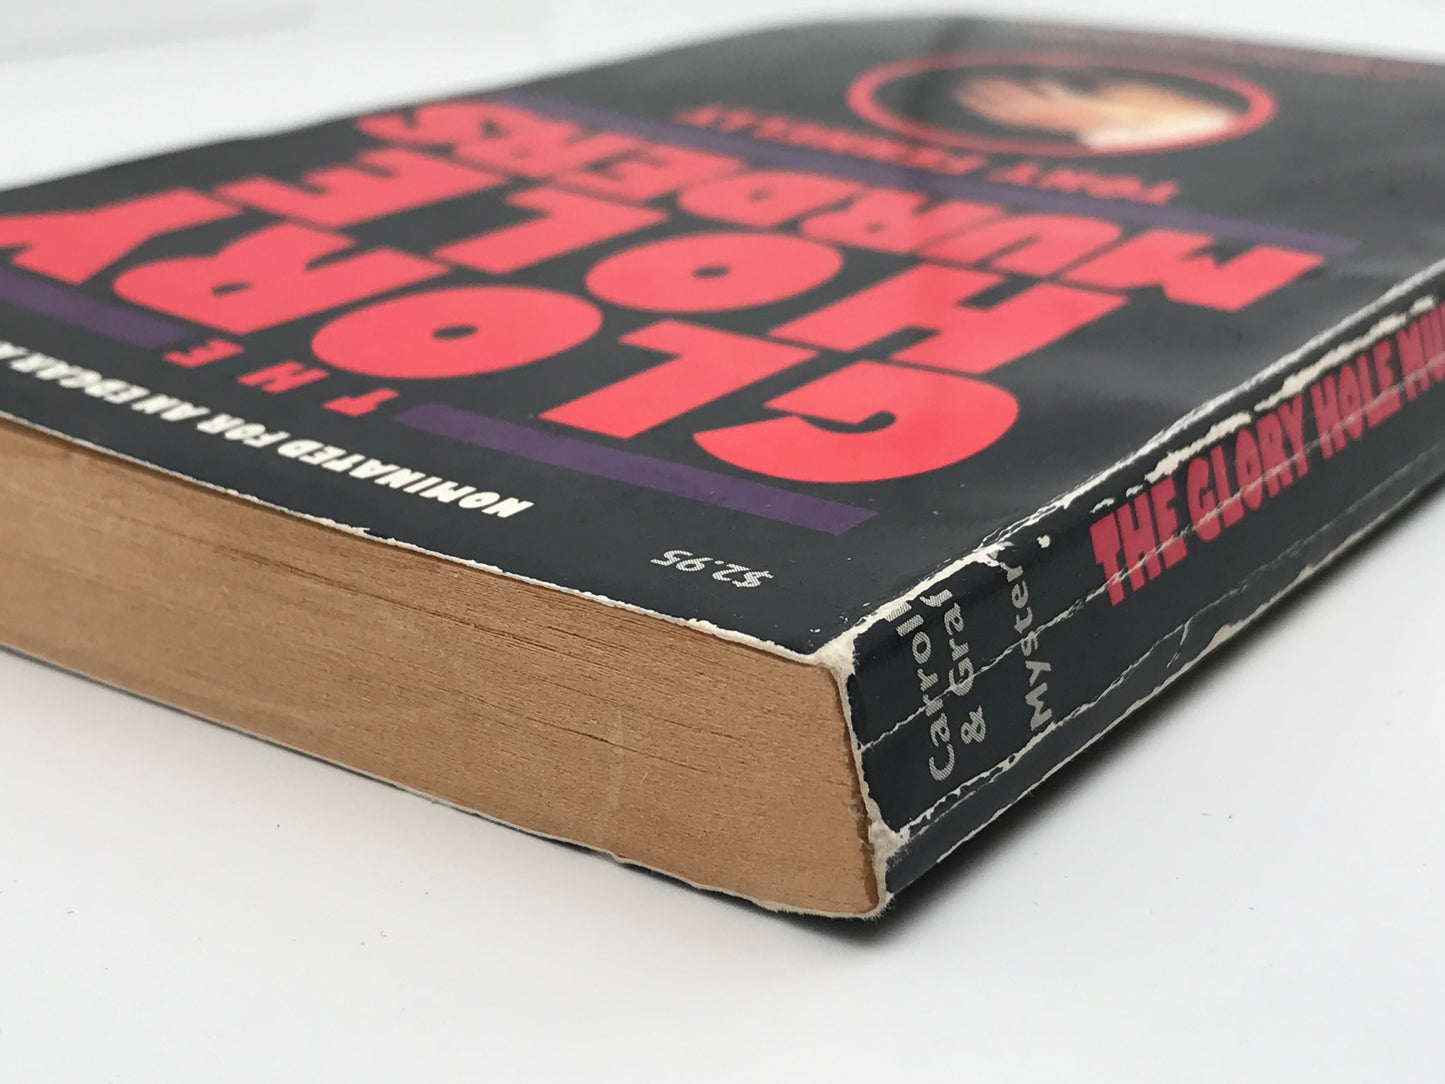 $2.95
NOMINATED FOR AN EDGAR
THE
GLORY
HOLE
MURDERS
TONY FENNELLY
THE GLORY HOLE MU
Carroll
& Graf
Mystery